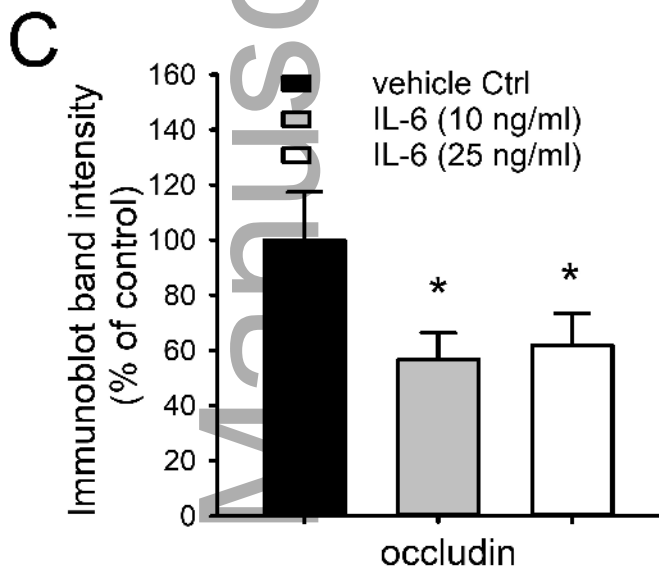 C
Manusc
Immunoblot band intensity
(% of control)
160
140
120
100
80
60
40
20
0
vehicle Ctrl
IL-6 (10 ng/ml)
IL-6 (25 ng/ml)
*
*
occludin